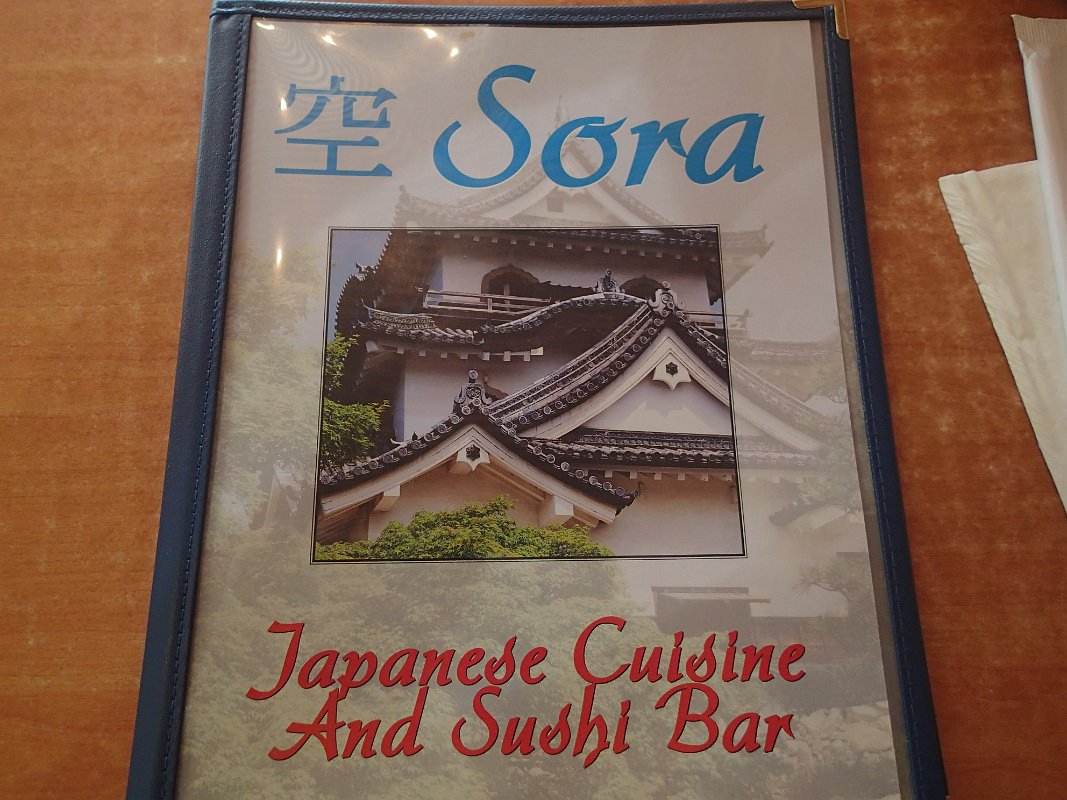 空 Sora
Japanese Cuisine
And Sushi Bar